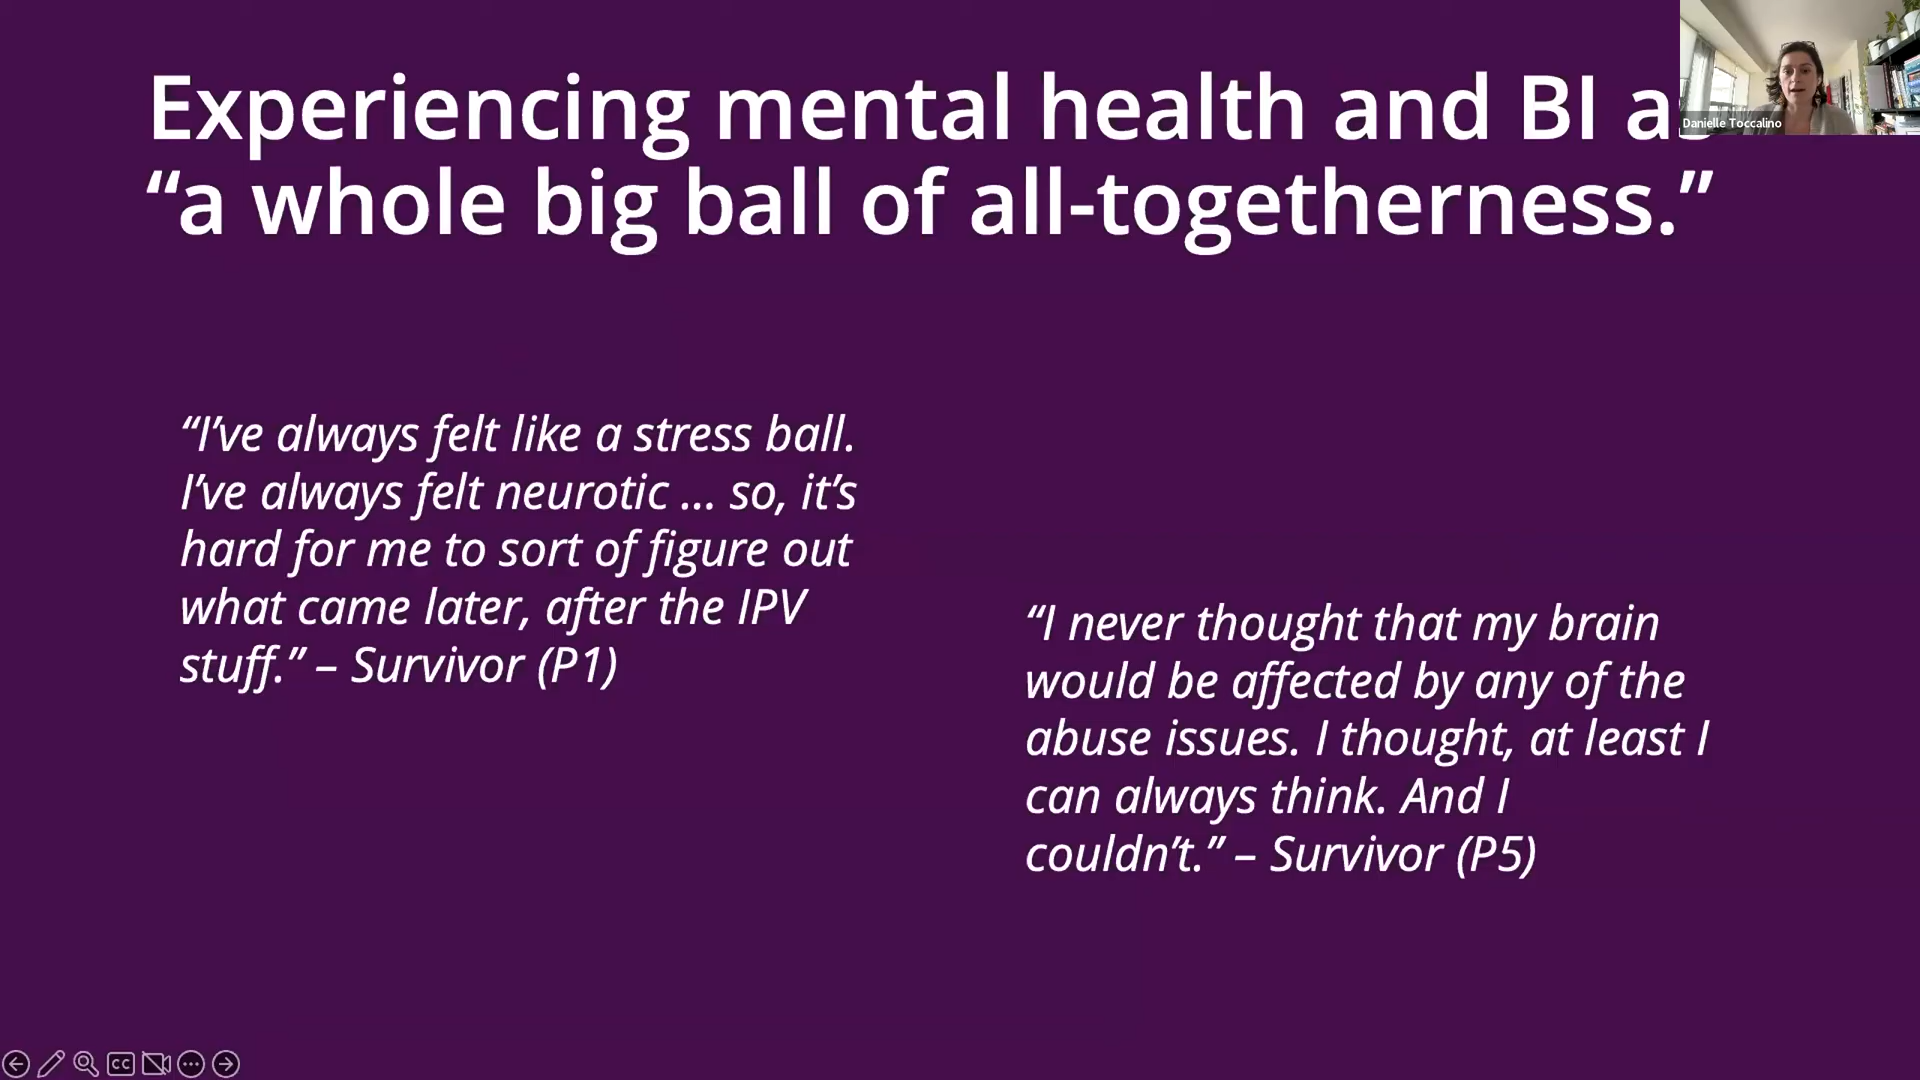 Experiencing mental health and BI as
“a whole big ball of all-togetherness.”
Danielle Toccalino
“I’ve always felt like a stress ball.
I’ve always felt neurotic ... so, it’s
hard for me to sort of figure out
what came later, after the IPV
stuff.” – Survivor (P1)
“I never thought that my brain
would be affected by any of the
abuse issues. I thought, at least I
can always think. And I
couldn’t.” – Survivor (P5)
CC